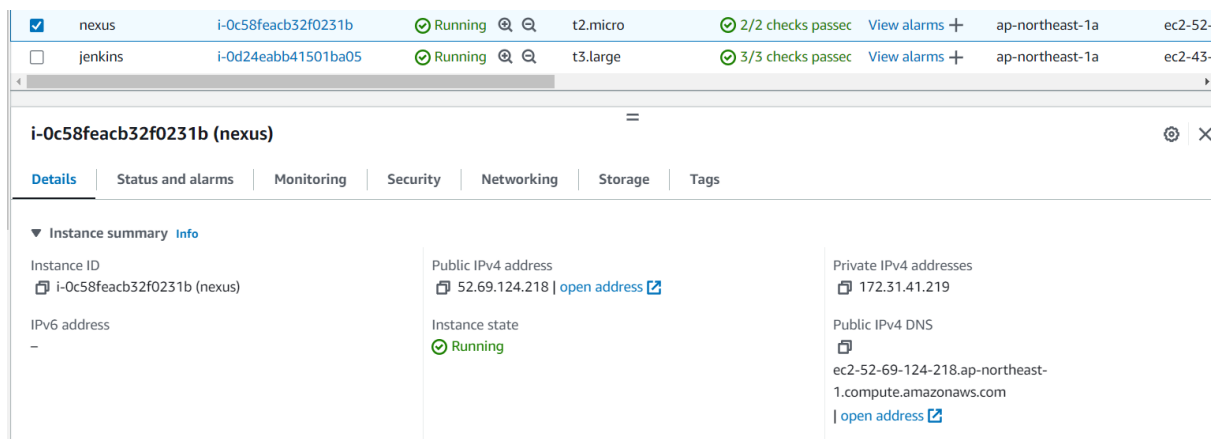 nexus i-0c58feacb32f0231b Running t2.micro 2/2 checks passec View alarms + ap-northeast-1a ec2-52-
jenkins i-0d24eabb41501ba05 Running t3.large 3/3 checks passec View alarms + ap-northeast-1a ec2-43-
i-0c58feacb32f0231b (nexus)
Details Status and alarms Monitoring Security Networking Storage Tags
Instance summary Info
Instance ID
i-0c58feacb32f0231b (nexus)
Public IPv4 address
52.69.124.218 | open address
Private IPv4 addresses
172.31.41.219
IPv6 address
–
Instance state
Running
Public IPv4 DNS
ec2-52-69-124-218.ap-northeast-
1.compute.amazonaws.com
| open address